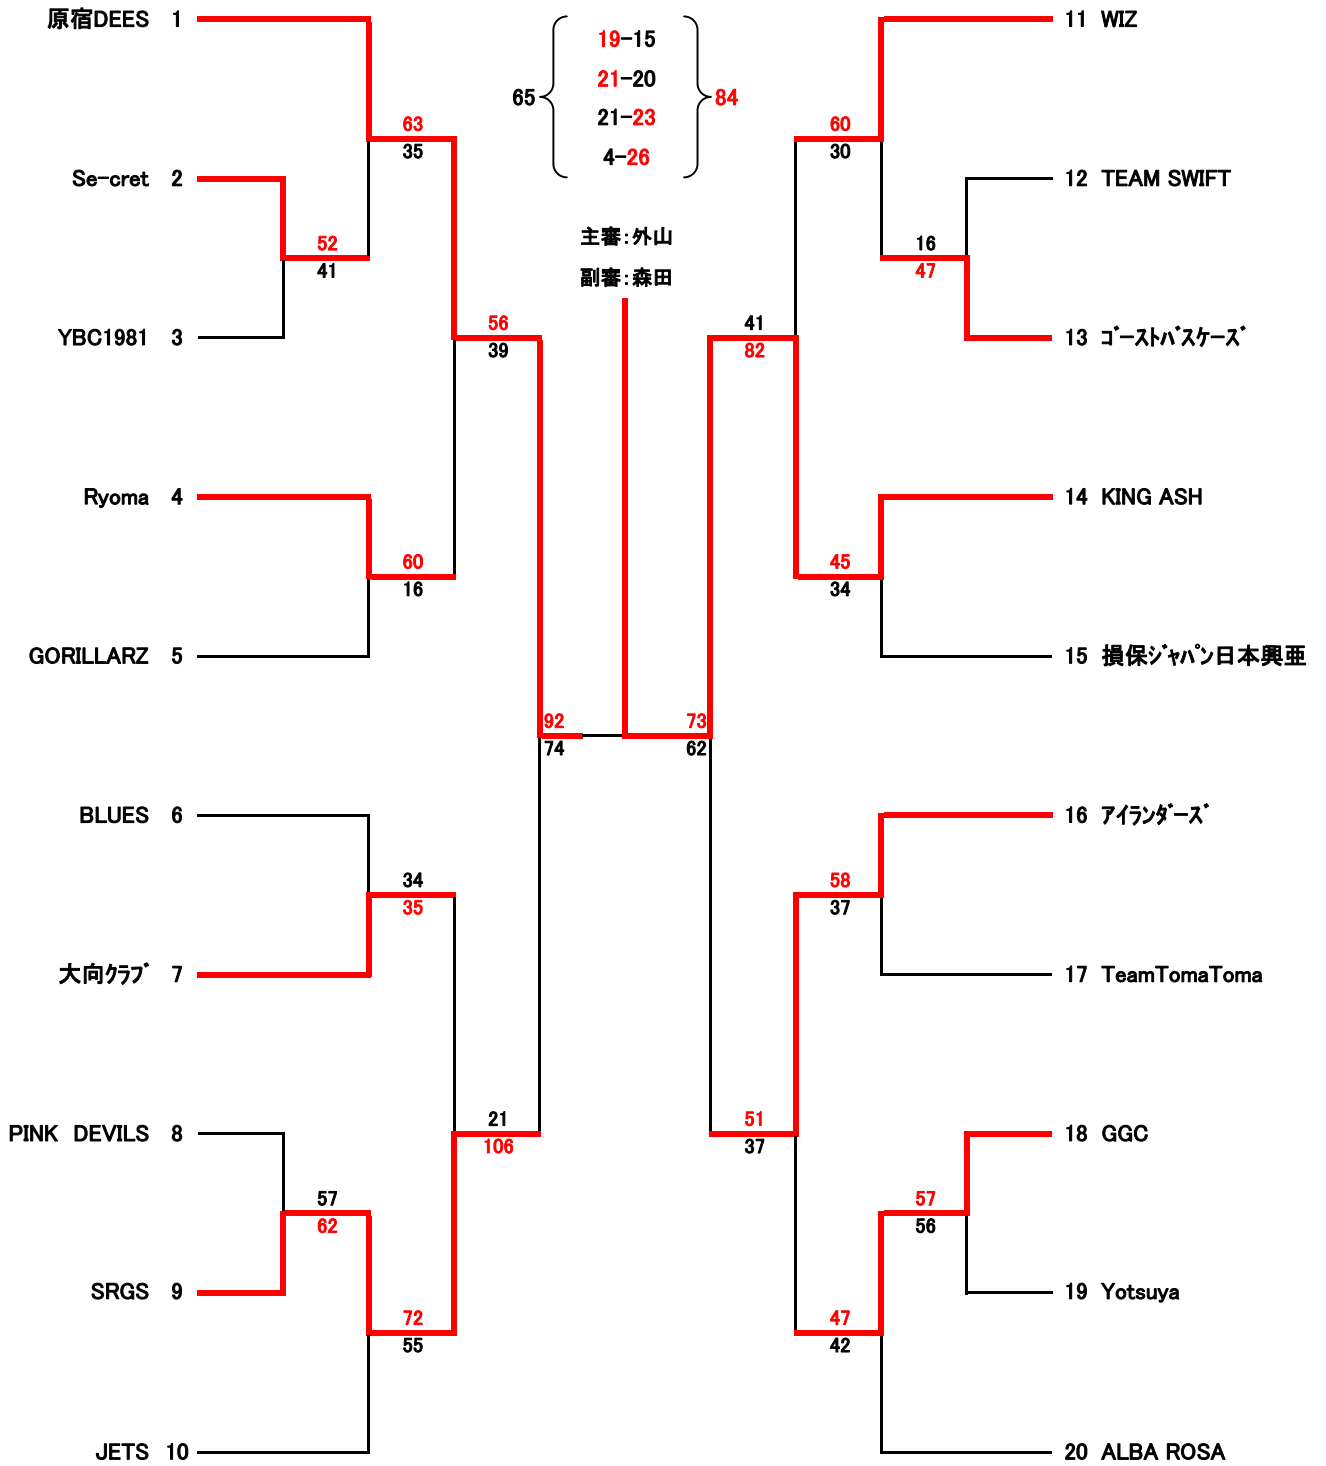 原宿DEES 1
Se-cret 2
YBC1981 3
Ryoma 4
GORILLARZ 5
BLUES 6
大向ｸﾗﾌﾞ 7
PINK DEVILS 8
SRGS 9
JETS 10
52
41
57
62
63
35
60
16
34
35
72
55
56
39
21
106
92
74
65
19-15
21-20
21-23
4-26
84
主審:外山
副審:森田
73
62
41
82
51
37
60
30
45
34
58
37
47
42
16
47
57
56
11 WIZ
12 TEAM SWIFT
13 ｺﾞｰｽﾄﾊﾞｽｹｰｽﾞ
14 KING ASH
15 損保ｼﾞｬﾊﾟﾝ日本興亜
16 ｱｲﾗﾝﾀﾞｰｽﾞ
17 TeamTomaToma
18 GGC
19 Yotsuya
20 ALBA ROSA